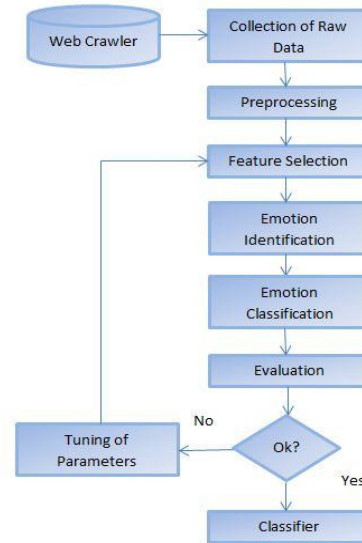 Web Crawler
Collection of Raw
Data
Preprocessing
Feature Selection
Emotion
Identification
Emotion
Classification
Evaluation
No
Ok?
Tuning of
Parameters
Yes
Classifier